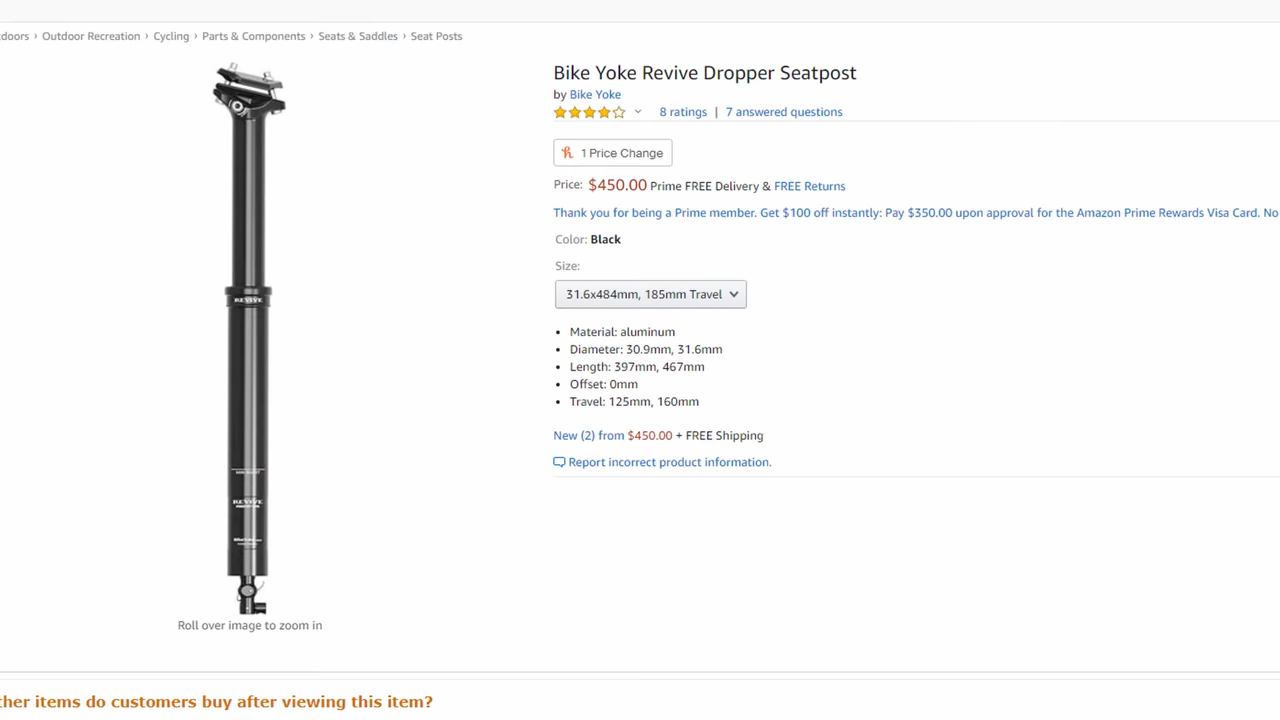 doors › Outdoor Recreation › Cycling › Parts & Components › Seats & Saddles › Seat Posts
REVIVE
REVIVE
Roll over image to zoom in
Bike Yoke Revive Dropper Seatpost
by Bike Yoke
8 ratings | 7 answered questions
1 Price Change
Price: $450.00 Prime FREE Delivery & FREE Returns
Thank you for being a Prime member. Get $100 off instantly: Pay $350.00 upon approval for the Amazon Prime Rewards Visa Card. No
Color: Black
Size:
31.6x484mm, 185mm Travel
• Material: aluminum
• Diameter: 30.9mm, 31.6mm
• Length: 397mm, 467mm
• Offset: 0mm
• Travel: 125mm, 160mm
New (2) from $450.00 + FREE Shipping
Report incorrect product information.
ther items do customers buy after viewing this item?